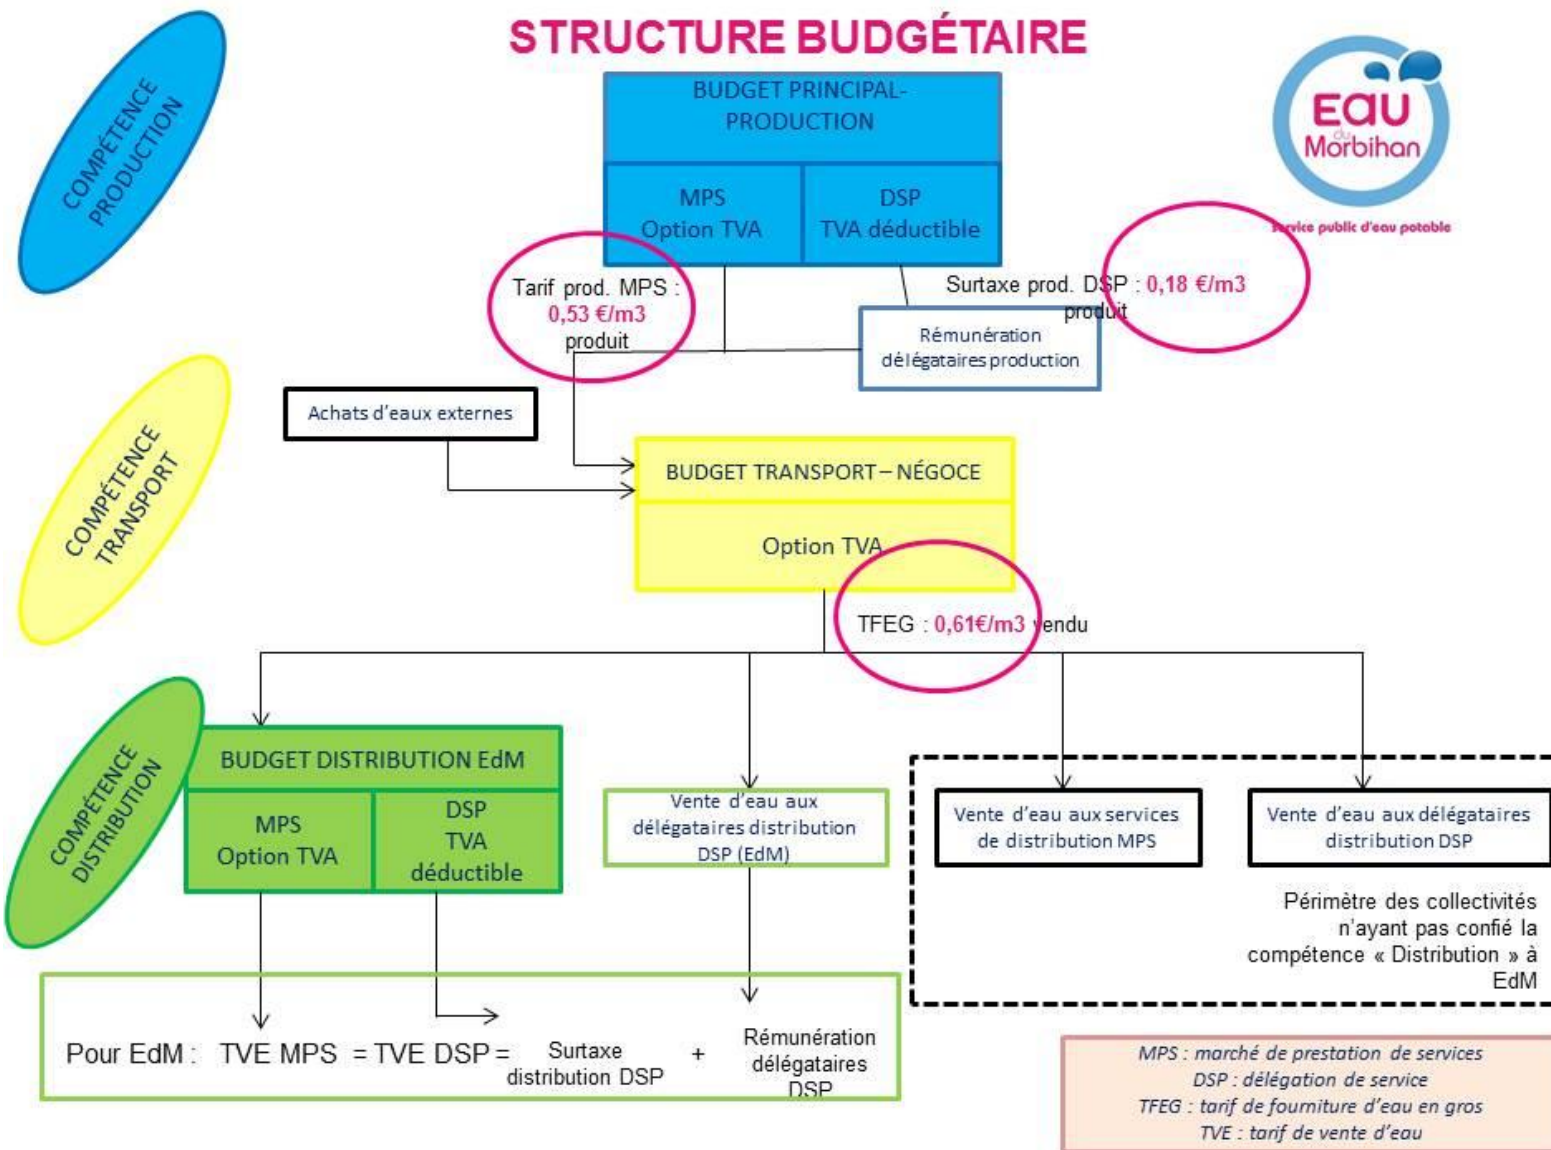 STRUCTURE BUDGÉTAIRE
COMPÉTENCE
PRODUCTION
BUDGET PRINCIPAL-
PRODUCTION
MPS
Option TVA
DSP
TVA déductible
Eau
du
Morbihan
service public d'eau potable
Tarif prod. MPS :
0,53 €/m3
produit
Surtaxe prod. DSP : 0,18 €/m3
produit
Rémunération
délégataires production
COMPÉTENCE
TRANSPORT
Achats d'eaux externes
BUDGET TRANSPORT – NÉGOCE
Option TVA
TFEG : 0,61€/m3 vendu
COMPÉTENCE
DISTRIBUTION
BUDGET DISTRIBUTION EdM
MPS
Option TVA
DSP
TVA
déductible
Vente d'eau aux
délégataires distribution
DSP (EdM)
Vente d'eau aux services
de distribution MPS
Vente d'eau aux délégataires
distribution DSP
Périmètre des collectivités
n'ayant pas confié la
compétence « Distribution » à
EdM
Pour EdM : TVE MPS = TVE DSP =
Surtaxe
distribution DSP
+
Rémunération
délégataires
DSP
MPS : marché de prestation de services
DSP : délégation de service
TFEG : tarif de fourniture d'eau en gros
TVE : tarif de vente d'eau